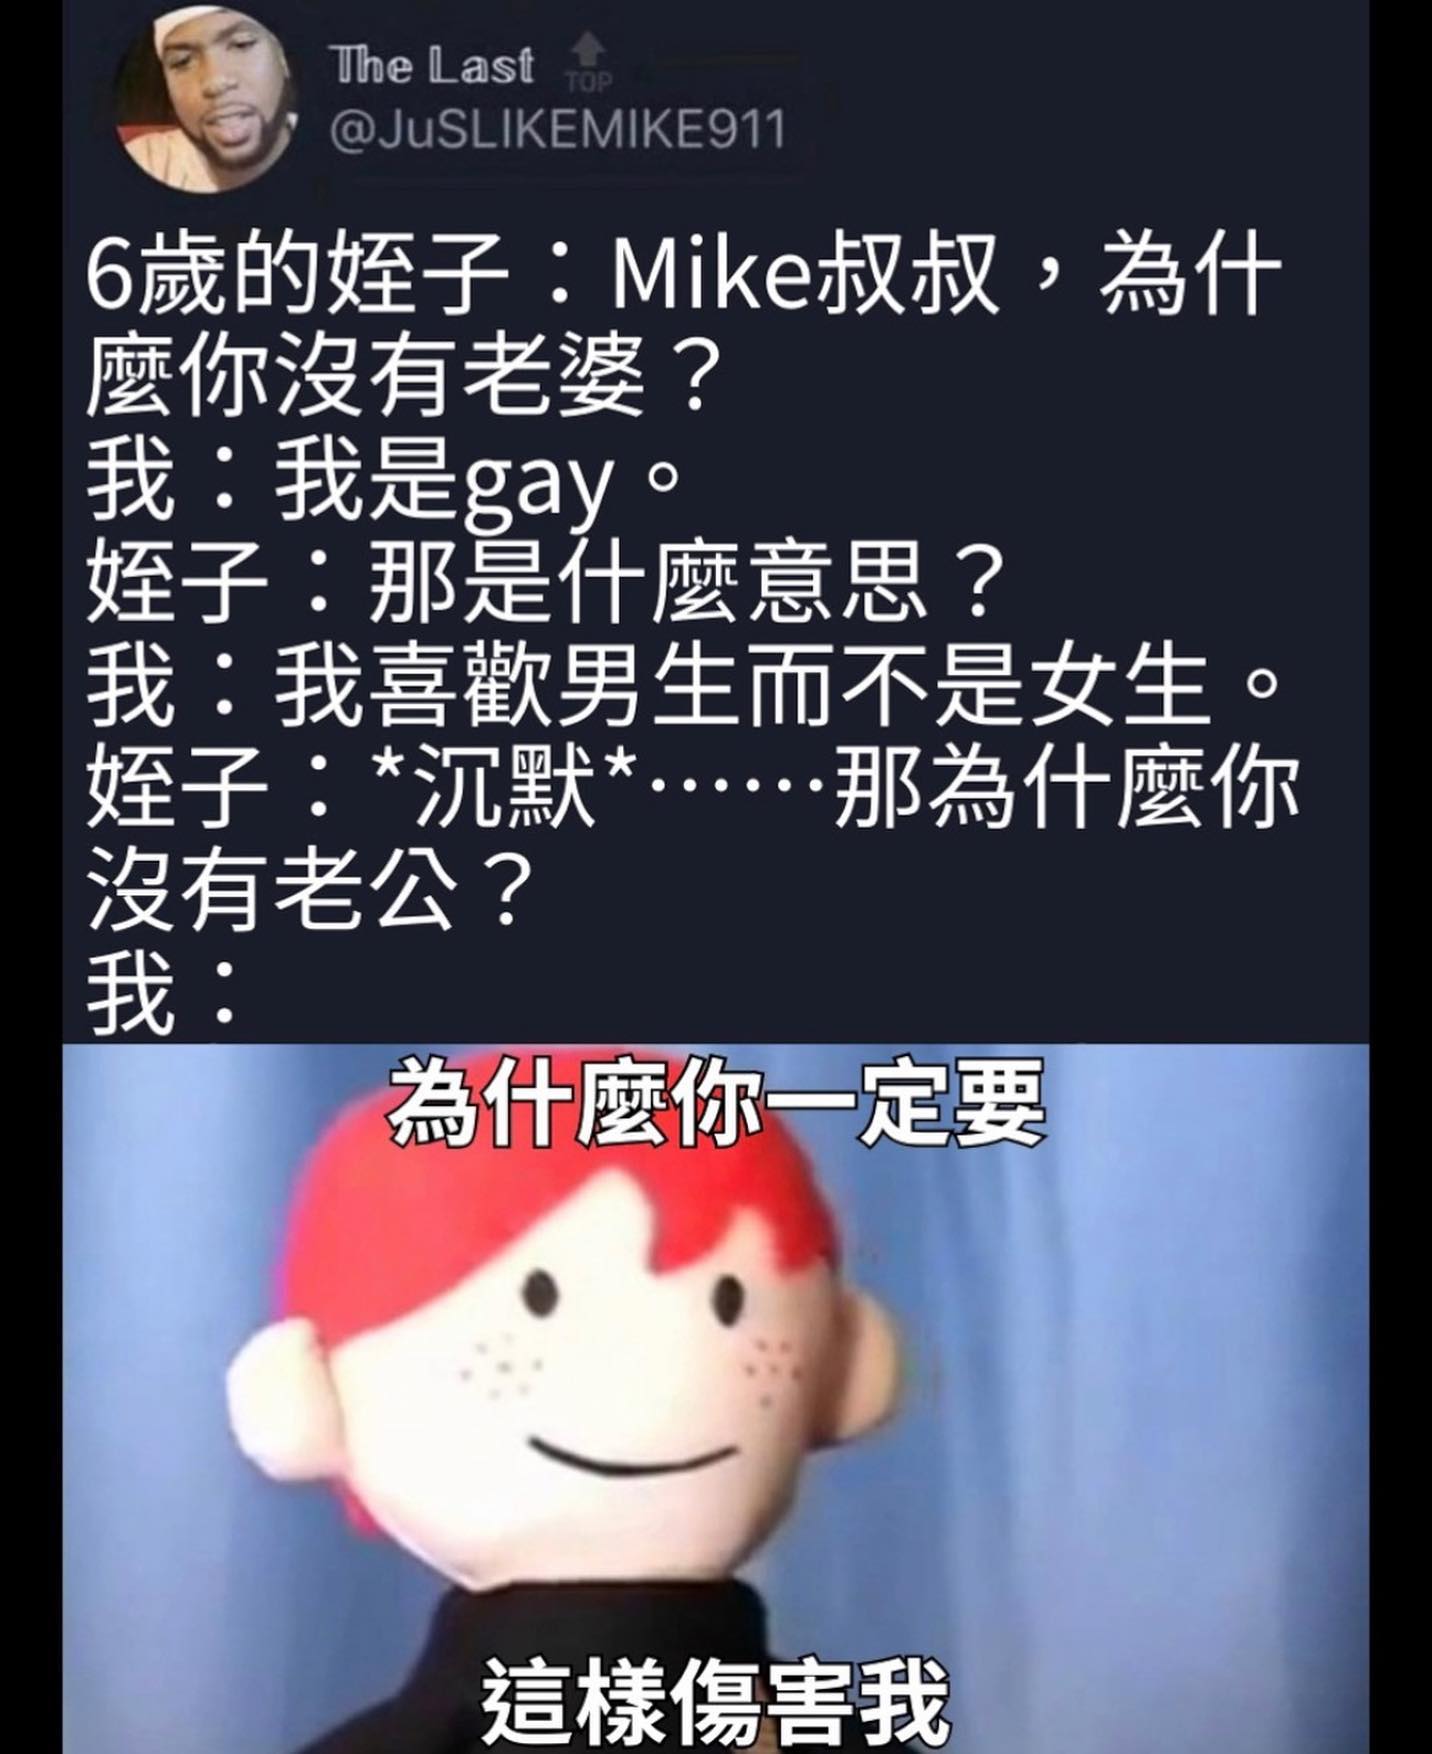 The Last TOP
@JuSLIKEMIKE911
6歲的姪子：Mike叔叔，為什
麼你沒有老婆？
我：我是gay。
姪子：那是什麼意思？
我：我喜歡男生而不是女生。
姪子：*沉默*……那為什麼你
沒有老公？
我：
為什麼你一定要
這樣傷害我